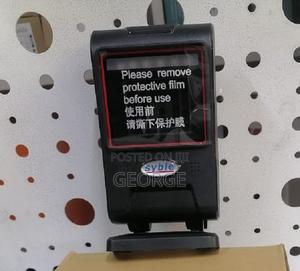 Please remove
protective film
before use
使用前
请撕下保护膜
POSTED ON Jiji
GEORGE
syble